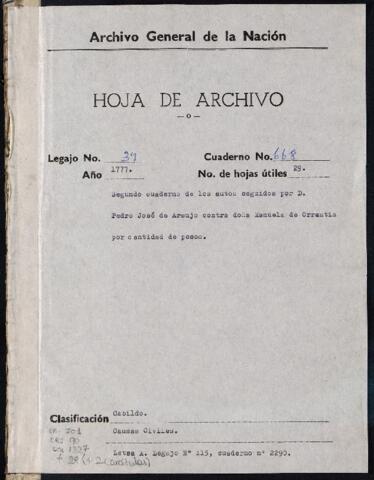 Archivo General de la Nación
HOJA DE ARCHIVO
—o—
Legajo No. 37 Cuaderno No. 668
Año 1777. No. de hojas útiles 29.
Segundo cuaderno de los autos seguidos por D.
Pedro José de Araujo contra doña Manuela de Orrantia
por cantidad de pesos.
Clasificación Cabildo.
Causas Civiles.
Letra A. Legajo Nº 115, cuaderno nº 2290.